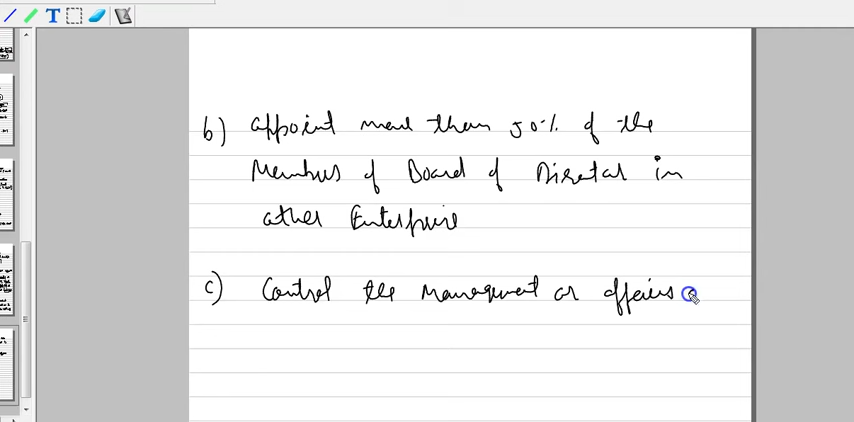 b) appoint more than 50% of the
Members of Board of Director in
other Enterprise
c) Control the Management or affairs